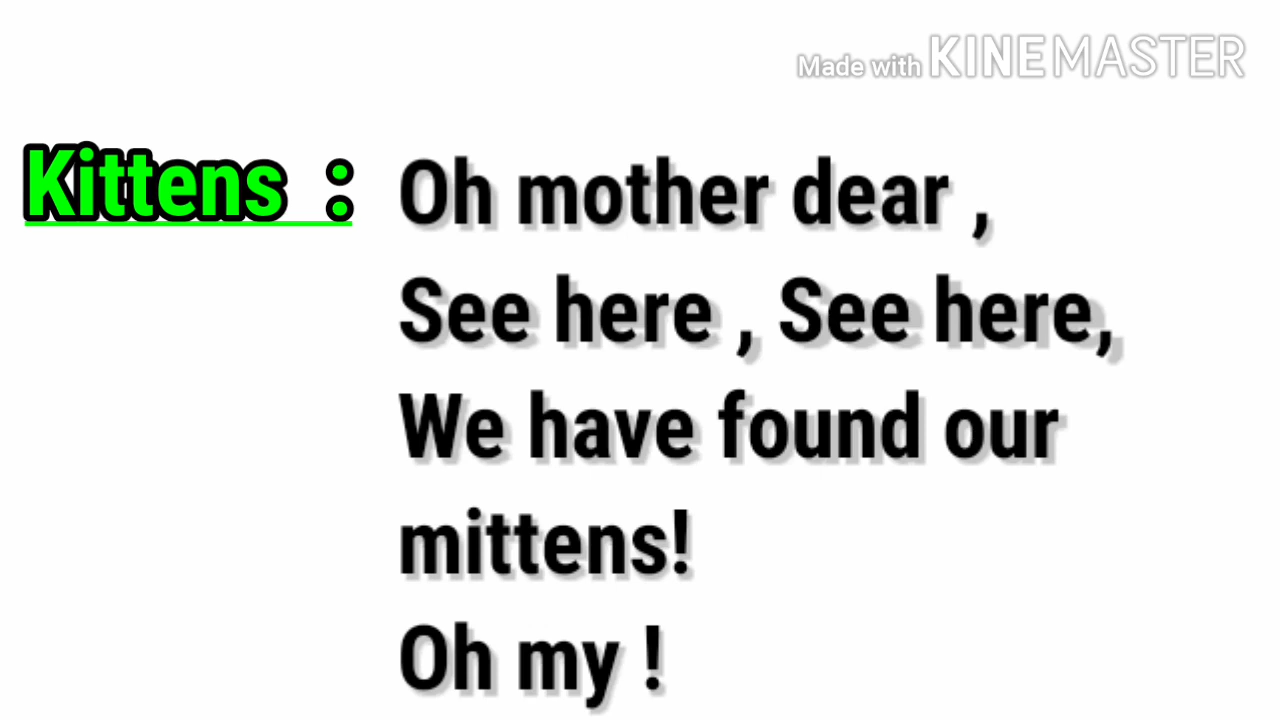 Made with KINEMASTER
Kittens : Oh mother dear ,
See here , See here,
We have found our
mittens!
Oh my !